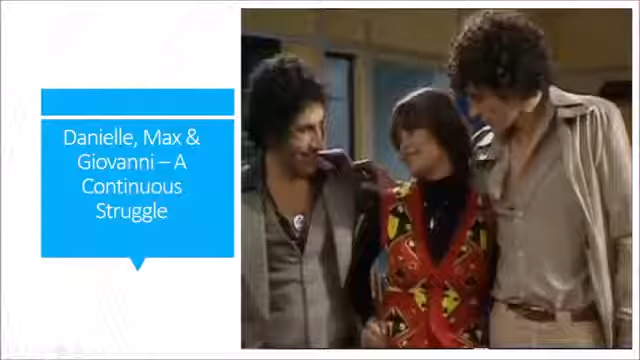 Danielle, Max &
Giovanni – A
Continuous
Struggle